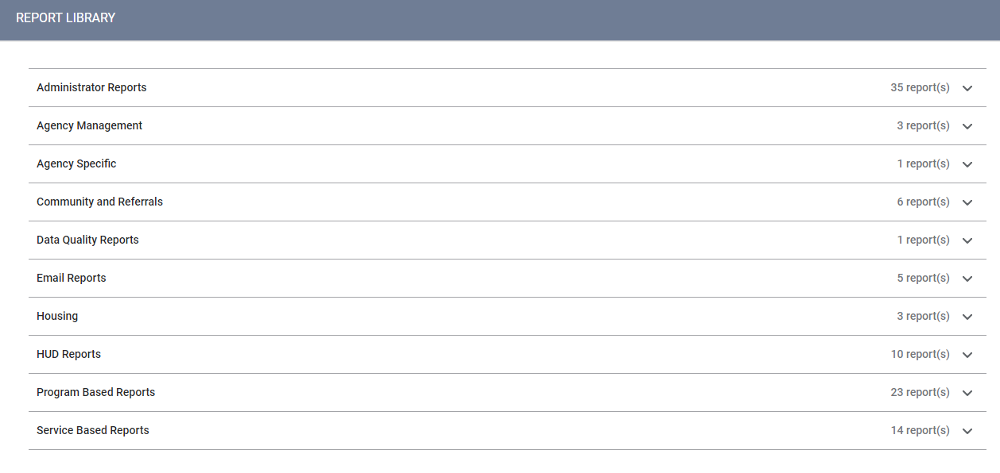 REPORT LIBRARY
Administrator Reports 35 report(s)
Agency Management 3 report(s)
Agency Specific 1 report(s)
Community and Referrals 6 report(s)
Data Quality Reports 1 report(s)
Email Reports 5 report(s)
Housing 3 report(s)
HUD Reports 10 report(s)
Program Based Reports 23 report(s)
Service Based Reports 14 report(s)